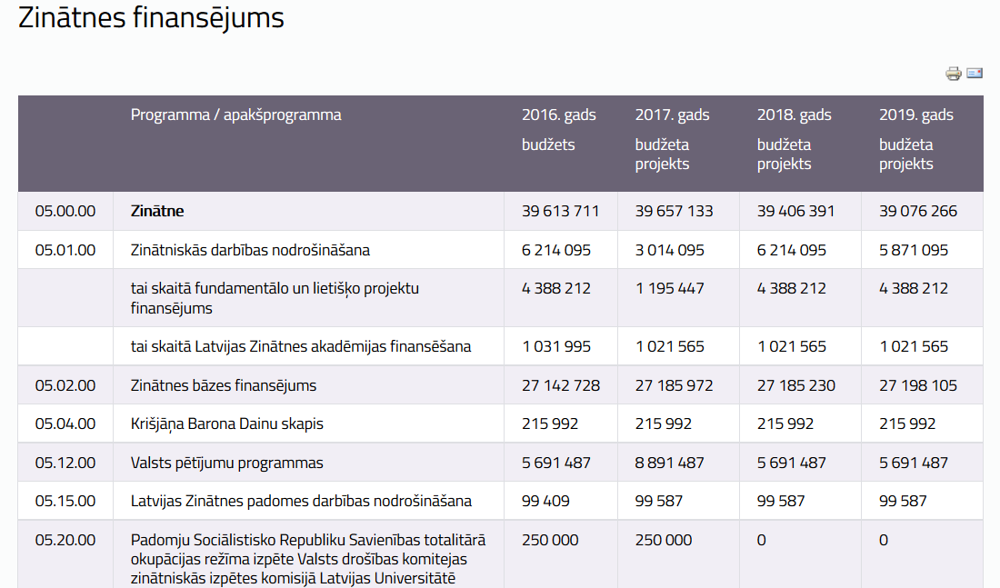 Zinātnes finansējums
Programma / apakšprogramma 2016. gads 2017. gads 2018. gads 2019. gads
budžets budžeta budžeta budžeta
projekts projekts projekts
05.00.00 Zinātne 39 613 711 39 657 133 39 406 391 39 076 266
05.01.00 Zinātniskās darbības nodrošināšana 6 214 095 3 014 095 6 214 095 5 871 095
tai skaitā fundamentālo un lietišķo projektu 4 388 212 1 195 447 4 388 212 4 388 212
finansējums
tai skaitā Latvijas Zinātnes akadēmijas finansēšana 1 031 995 1 021 565 1 021 565 1 021 565
05.02.00 Zinātnes bāzes finansējums 27 142 728 27 185 972 27 185 230 27 198 105
05.04.00 Krišjāņa Barona Dainu skapis 215 992 215 992 215 992 215 992
05.12.00 Valsts pētījumu programmas 5 691 487 8 891 487 5 691 487 5 691 487
05.15.00 Latvijas Zinātnes padomes darbības nodrošināšana 99 409 99 587 99 587 99 587
05.20.00 Padomju Sociālistisko Republiku Savienības totalitārā 250 000 250 000 0 0
okupācijas režīma izpēte Valsts drošības komitejas
zinātniskās izpētes komisijā Latvijas Universitātē